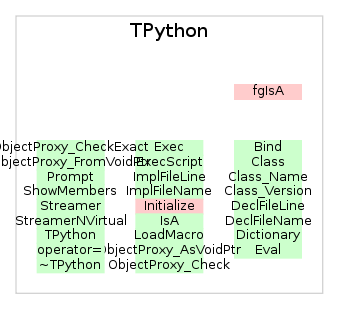 TPython
fgIsA
ObjectProxy_CheckExact Exec Bind
ObjectProxy_FromVoidPtr ExecScript Class
Prompt ImplFileLine Class_Name
ShowMembers ImplFileName Class_Version
Streamer Initialize DeclFileLine
StreamerNVirtual IsA DeclFileName
TPython LoadMacro Dictionary
operator= ObjectProxy_AsVoidPtr Eval
~TPython ObjectProxy_Check